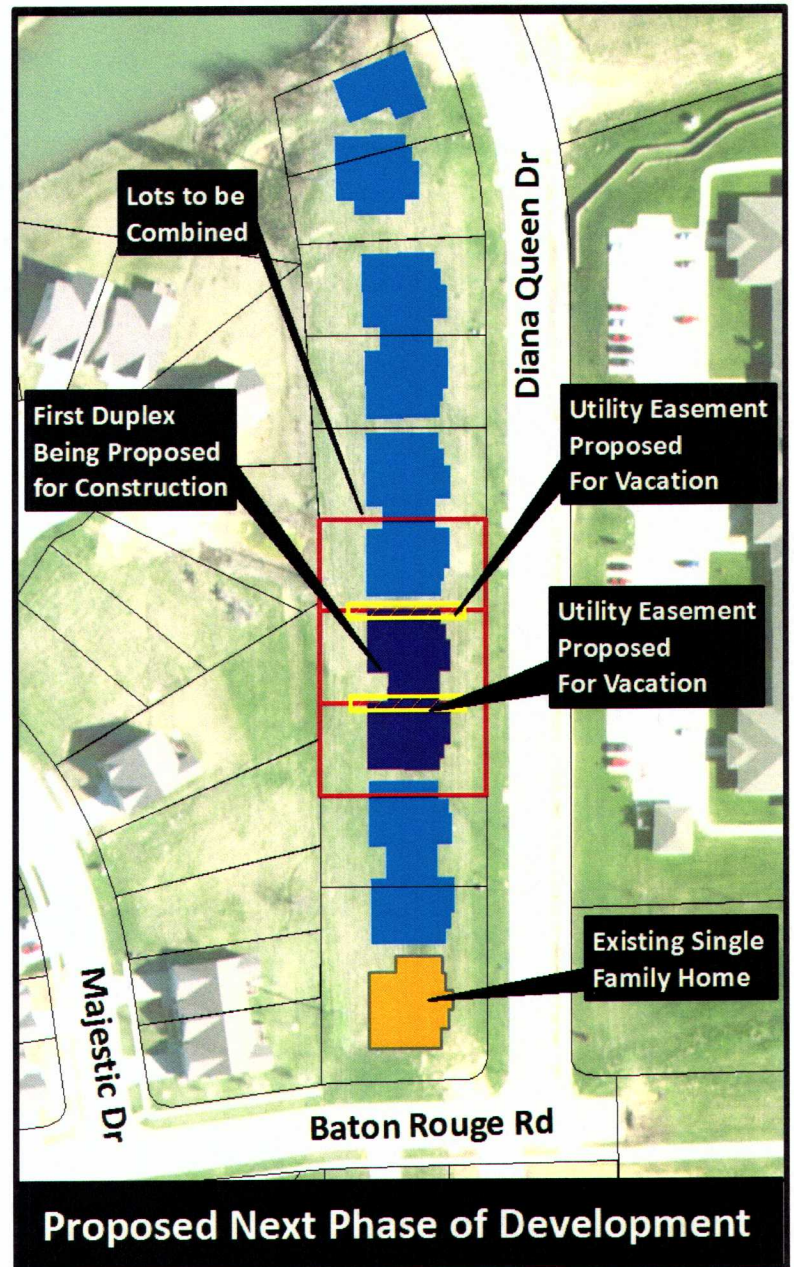 Lots to be
Combined
Diana Queen Dr
First Duplex
Being Proposed
for Construction
Utility Easement
Proposed
For Vacation
Utility Easement
Proposed
For Vacation
Existing Single
Family Home
Majestic Dr
Baton Rouge Rd
Proposed Next Phase of Development